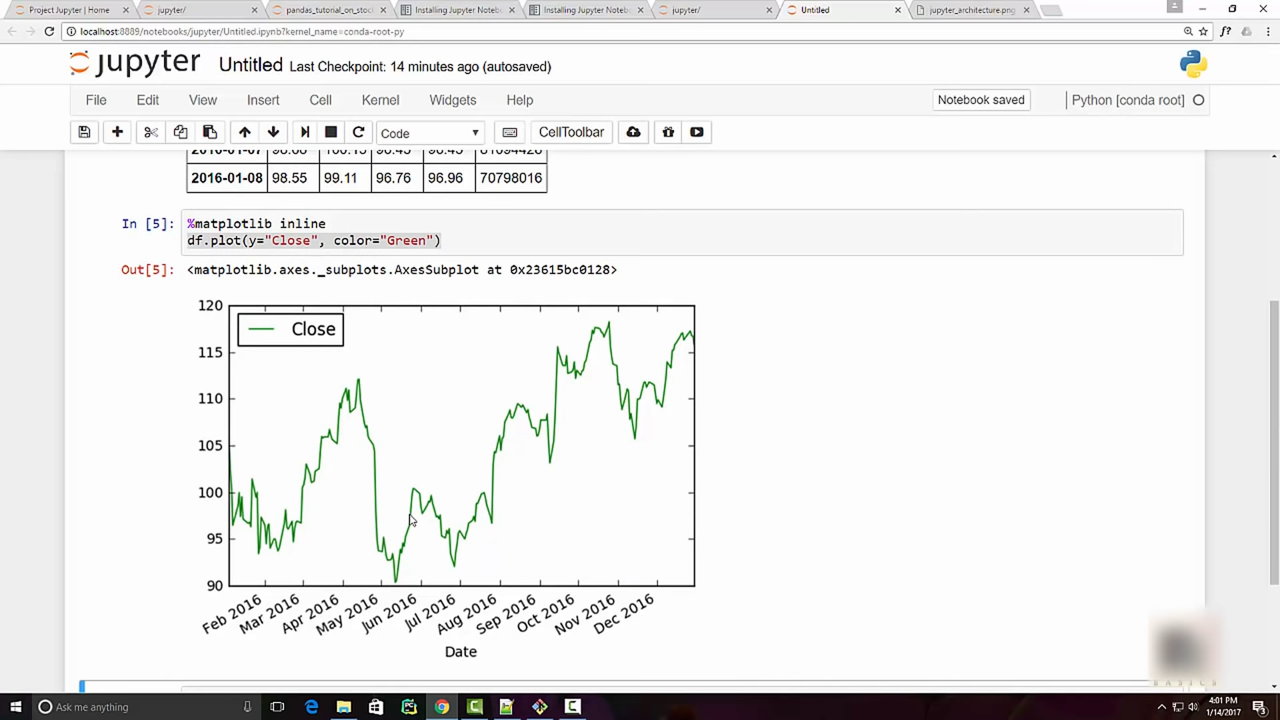 Project Jupyter | Home
jupyter/
pandas_tutorial_on_stock
Installing Jupyter Notebo
Installing Jupyter Notebo
jupyter/
Untitled
jupyter_architecture.png
localhost:8889/notebooks/jupyter/Untitled.ipynb?kernel_name=conda-root-py
jupyter Untitled Last Checkpoint: 14 minutes ago (autosaved)
File Edit View Insert Cell Kernel Widgets Help Notebook saved Python [conda root]
Code CellToolbar
2016-01-08 98.55 99.11 96.76 96.96 70798016
In [5]: %matplotlib inline
df.plot(y="Close", color="Green")
Out[5]: <matplotlib.axes._subplots.AxesSubplot at 0x23615bc0128>
120
Close
115
110
105
100
95
90
Feb 2016 Mar 2016 Apr 2016 May 2016 Jun 2016 Jul 2016 Aug 2016 Sep 2016 Oct 2016 Nov 2016 Dec 2016
Date
BASICS
Ask me anything
4:01 PM
1/14/2017